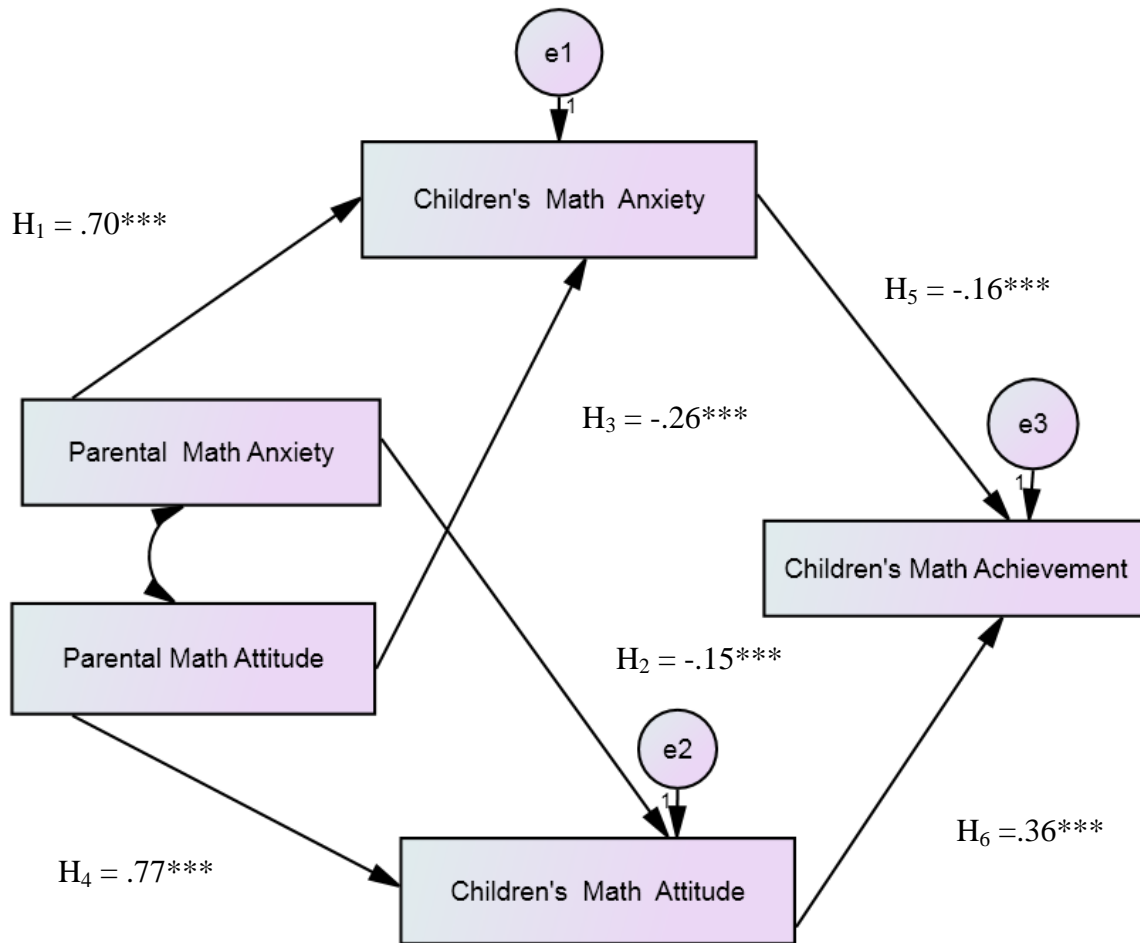 e1
1
Children's Math Anxiety
H₁ = .70***
H₅ = -.16***
Parental Math Anxiety
H₃ = -.26***
e3
1
Children's Math Achievement
Parental Math Attitude
H₂ = -.15***
e2
1
H₄ = .77***
Children's Math Attitude
H₆ =.36***